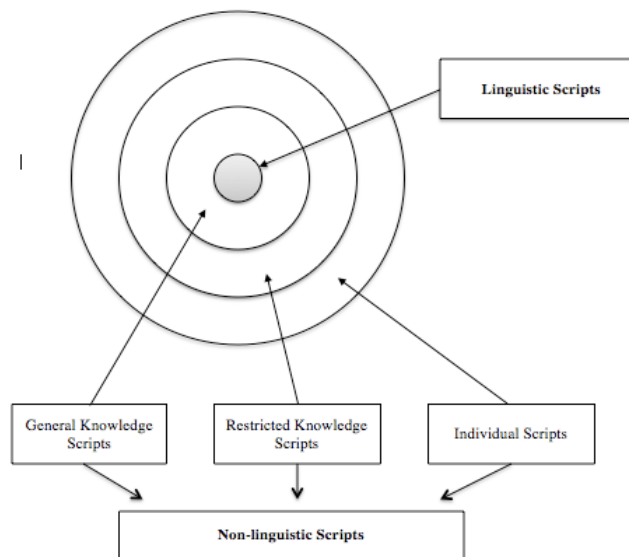 Linguistic Scripts
General Knowledge
Scripts
Restricted Knowledge
Scripts
Individual Scripts
Non-linguistic Scripts